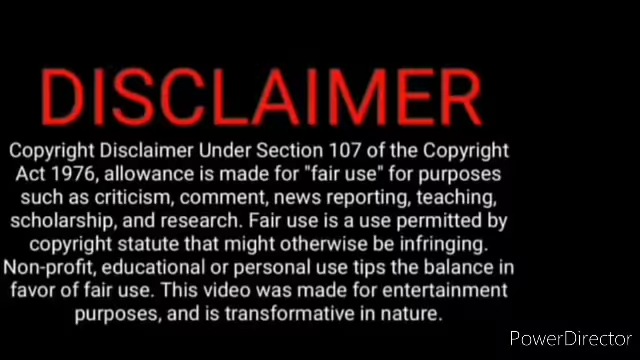 DISCLAIMER
Copyright Disclaimer Under Section 107 of the Copyright
Act 1976, allowance is made for "fair use" for purposes
such as criticism, comment, news reporting, teaching,
scholarship, and research. Fair use is a use permitted by
copyright statute that might otherwise be infringing.
Non-profit, educational or personal use tips the balance in
favor of fair use. This video was made for entertainment
purposes, and is transformative in nature.
PowerDirector